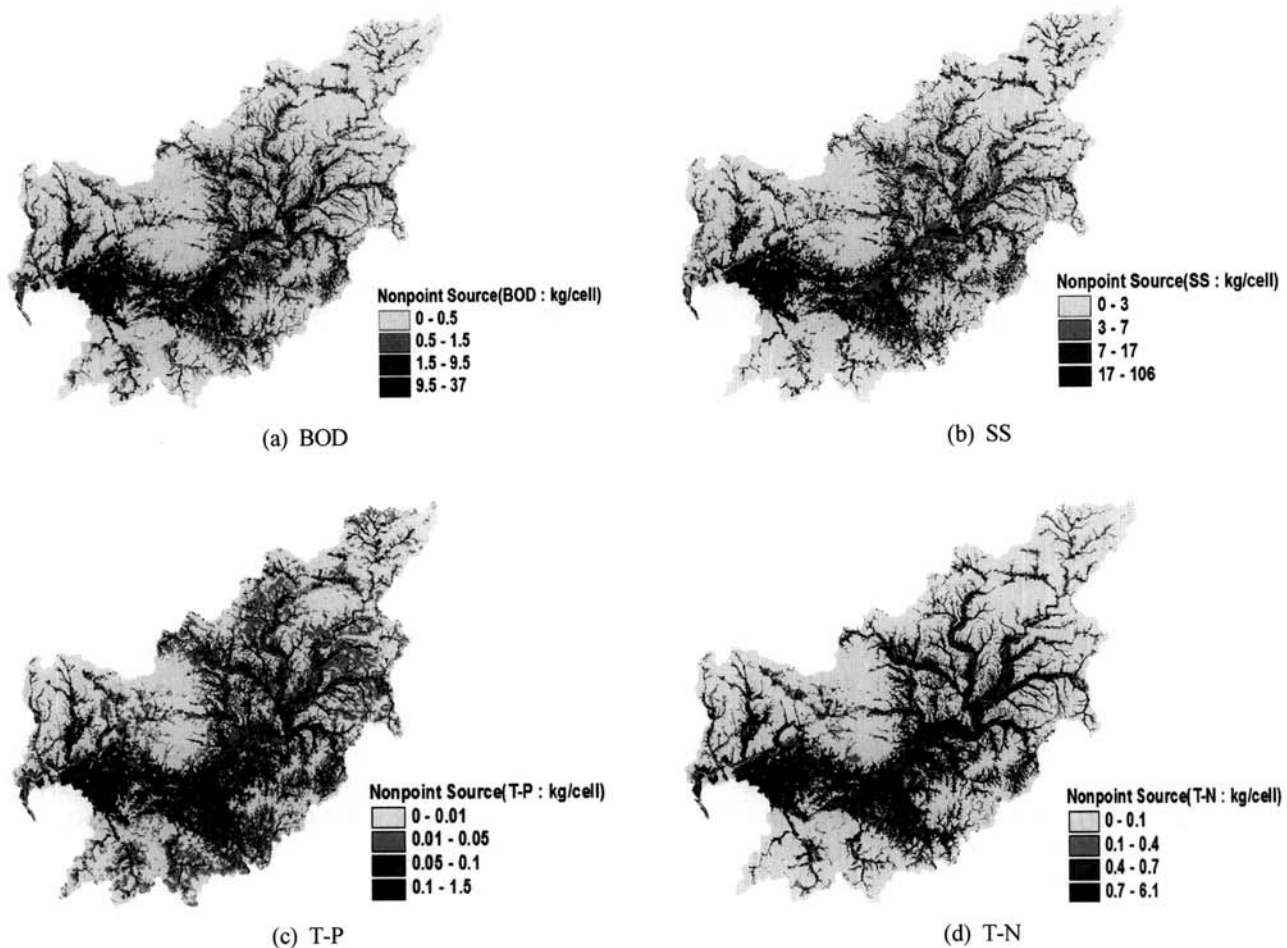 Nonpoint Source(BOD : kg/cell)
0 - 0.5
0.5 - 1.5
1.5 - 9.5
9.5 - 37
(a) BOD
Nonpoint Source(SS : kg/cell)
0 - 3
3 - 7
7 - 17
17 - 106
(b) SS
Nonpoint Source(T-P : kg/cell)
0 - 0.01
0.01 - 0.05
0.05 - 0.1
0.1 - 1.5
(c) T-P
Nonpoint Source(T-N : kg/cell)
0 - 0.1
0.1 - 0.4
0.4 - 0.7
0.7 - 6.1
(d) T-N